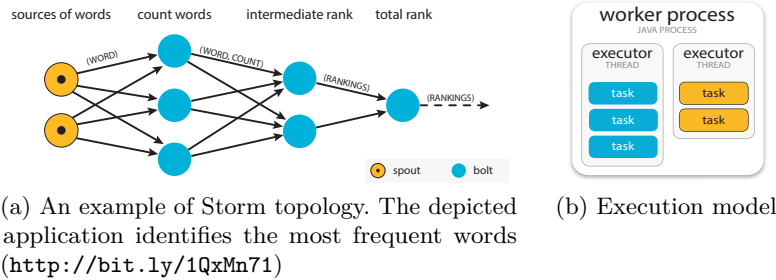 sources of words
count words
intermediate rank
total rank
(WORD)
(WORD, COUNT)
(RANKINGS)
(RANKINGS)
spout
bolt
worker process
JAVA PROCESS
executor
THREAD
task
task
task
executor
THREAD
task
task
(a) An example of Storm topology. The depicted
application identifies the most frequent words
(http://bit.ly/1QxMn71)
(b) Execution model